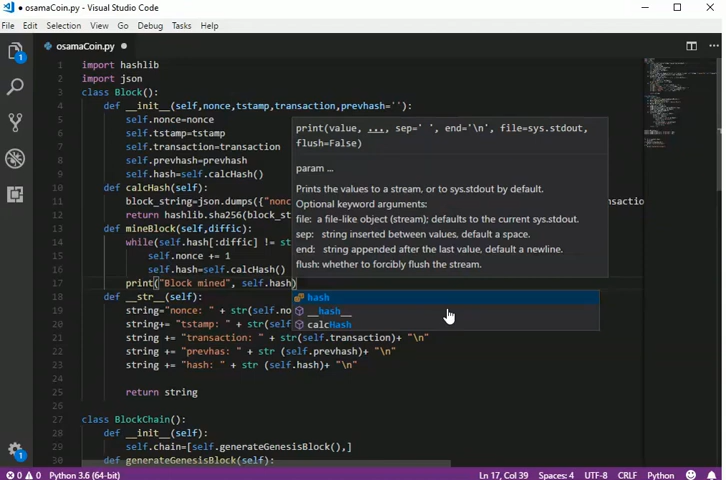 ● osamaCoin.py - Visual Studio Code
File Edit Selection View Go Debug Tasks Help
osamaCoin.py ●
1 import hashlib
2 import json
3 class Block():
4 def __init__(self,nonce,tstamp,transaction,prevhash=''):
5 self.nonce=nonce
6 self.tstamp=tstamp
7 self.transaction=transaction
8 self.prevhash=prevhash
9 self.hash=self.calcHash()
10 def calcHash(self):
11 block_string=json.dumps({"non saction
12 return hashlib.sha256(block_st
13 def mineBlock(self,diffic):
14 while(self.hash[:diffic] != st
15 self.nonce += 1
16 self.hash=self.calcHash()
17 print("Block mined", self.hash)
18 def __str__(self):
19 string="nonce: " + str(self.no
20 string+= "tstamp: " + str(self
21 string += "transaction: " + str(self.transaction)+ "\n"
22 string += "prevhas: " + str (self.prevhash)+ "\n"
23 string += "hash: " + str (self.hash)+ "\n"
24
25 return string
26
27 class BlockChain():
28 def __init__(self):
29 self.chain=[self.generateGenesisBlock(),]
30 def generateGenesisBlock(self):
print(value, ..., sep=' ', end='\n', file=sys.stdout,
flush=False)
param ...
Prints the values to a stream, or to sys.stdout by default.
Optional keyword arguments:
file: a file-like object (stream); defaults to the current sys.stdout.
sep: string inserted between values, default a space.
end: string appended after the last value, default a newline.
flush: whether to forcibly flush the stream.
hash
__hash__
calcHash
1
1
0 0 Python 3.6 (64-bit) Ln 17, Col 39 Spaces: 4 UTF-8 CRLF Python